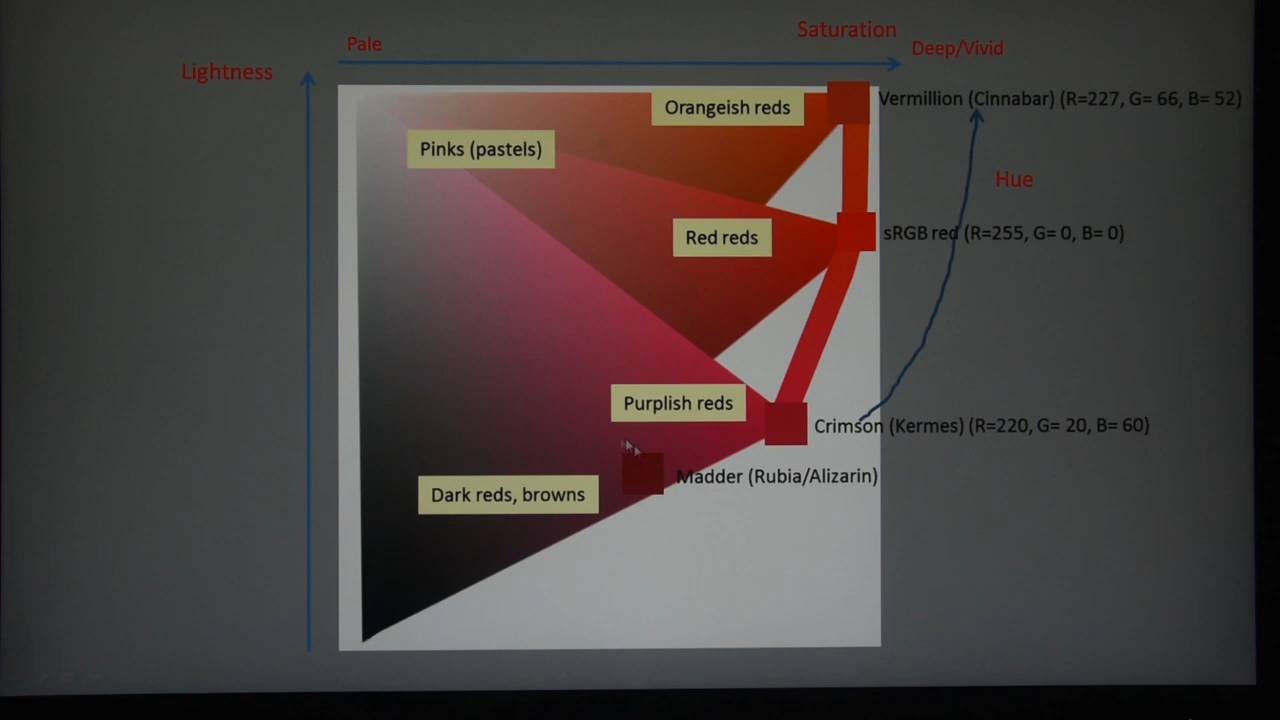 Saturation
Pale
Deep/Vivid
Lightness
Orangeish reds
Vermillion (Cinnabar) (R=227, G= 66, B= 52)
Pinks (pastels)
Hue
Red reds
sRGB red (R=255, G= 0, B= 0)
Purplish reds
Crimson (Kermes) (R=220, G= 20, B= 60)
Madder (Rubia/Alizarin)
Dark reds, browns